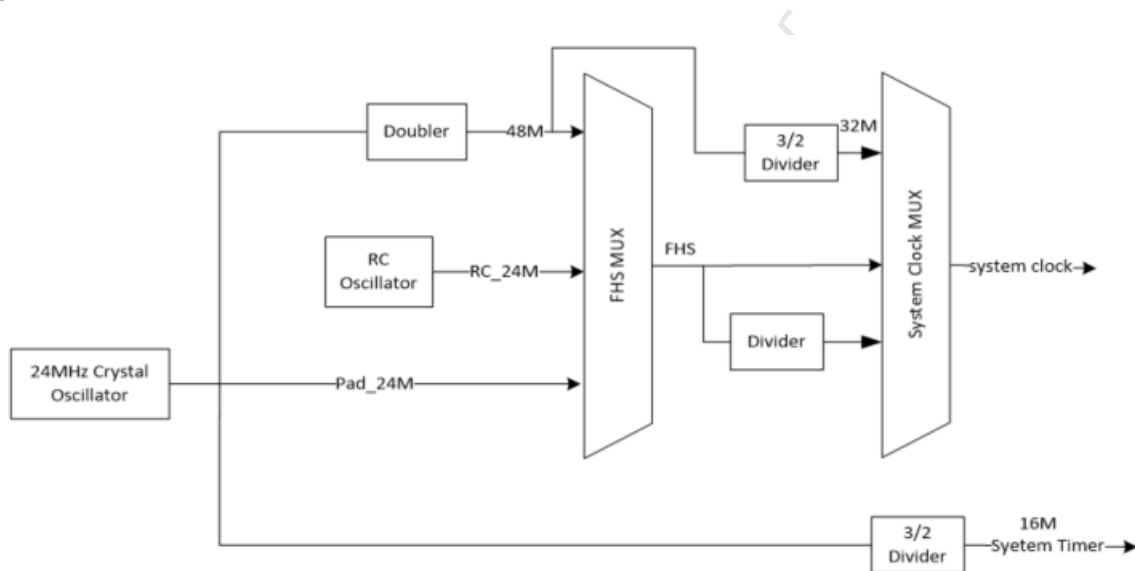 Doubler
48M
3/2
Divider
32M
RC
Oscillator
RC_24M
FHS MUX
FHS
Divider
System Clock MUX
system clock
24MHz Crystal
Oscillator
Pad_24M
3/2
Divider
16M
Syetem Timer